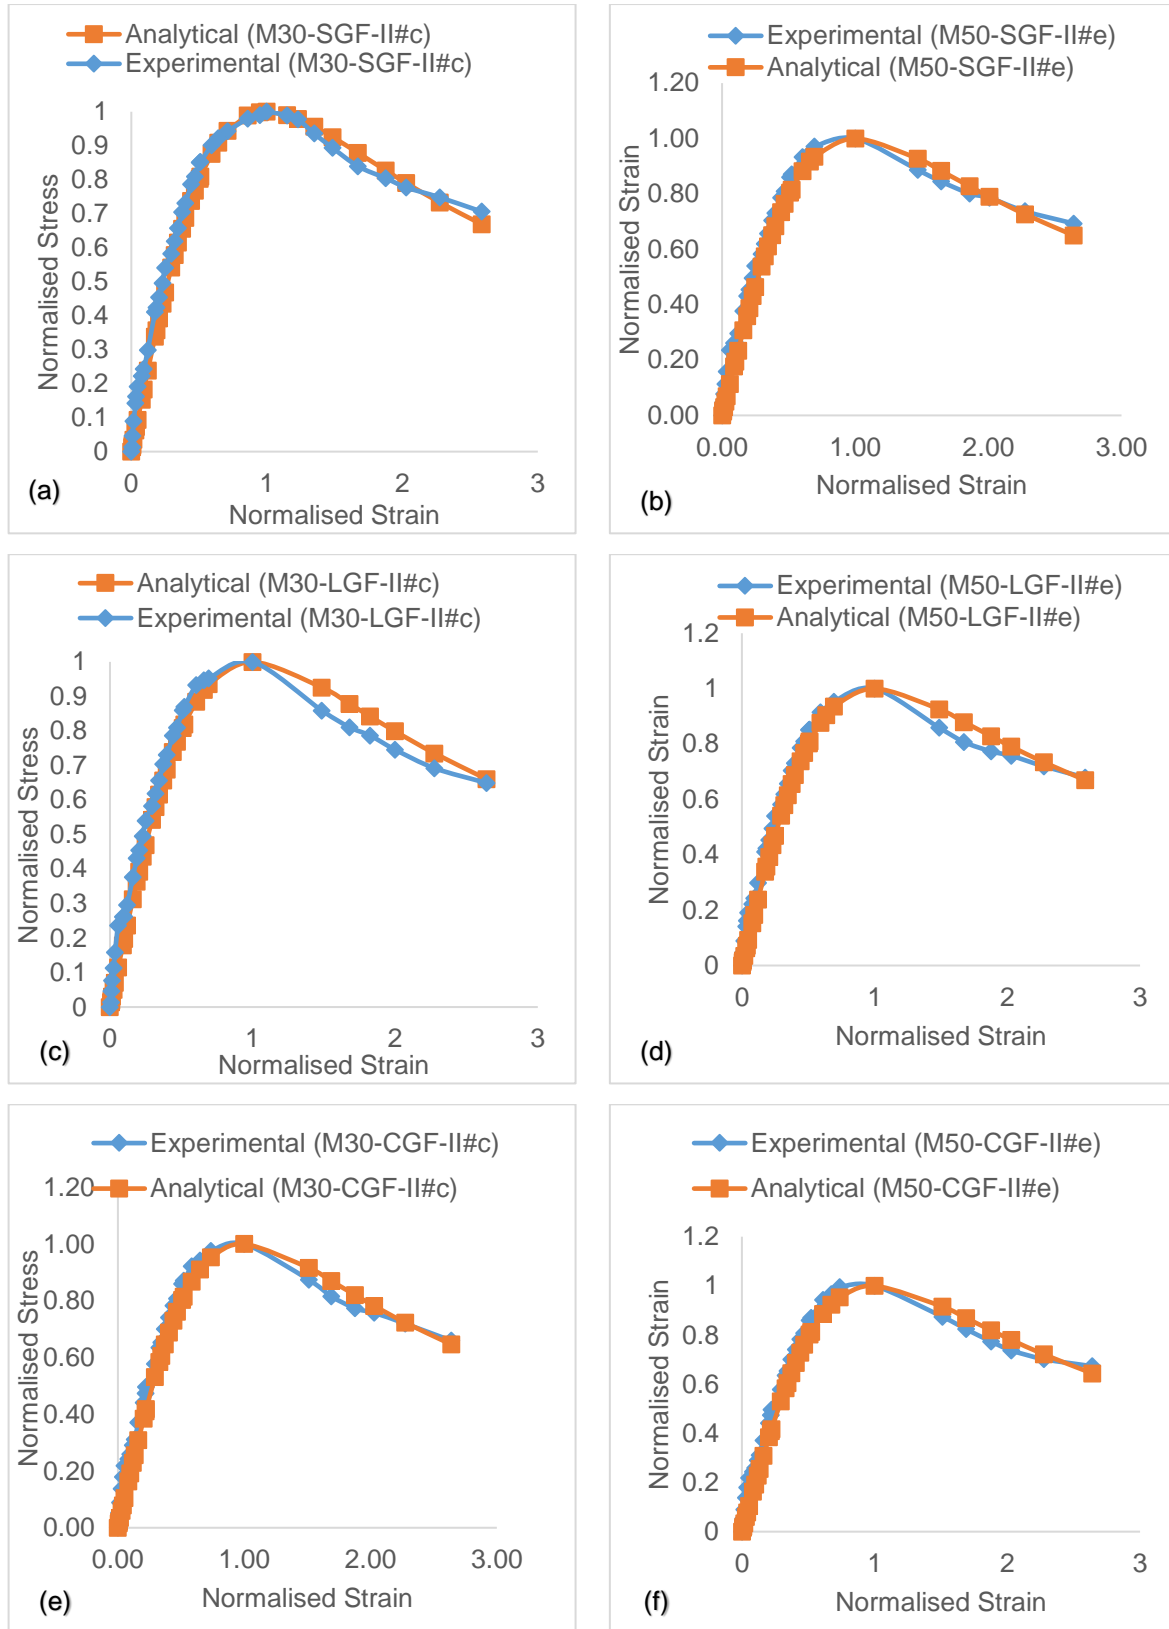 Analytical (M30-SGF-II#c)
Experimental (M30-SGF-II#c)
1
0.9
0.8
0.7
0.6
0.5
0.4
0.3
0.2
0.1
0
Normalised Stress
0 1 2 3
Normalised Strain
(a)
Experimental (M50-SGF-II#e)
Analytical (M50-SGF-II#e)
1.20
1.00
0.80
0.60
0.40
0.20
0.00
Normalised Strain
0.00 1.00 2.00 3.00
Normalised Strain
(b)
Analytical (M30-LGF-II#c)
Experimental (M30-LGF-II#c)
1
0.9
0.8
0.7
0.6
0.5
0.4
0.3
0.2
0.1
0
Normalised Stress
0 1 2 3
Normalised Strain
(c)
Experimental (M50-LGF-II#e)
Analytical (M50-LGF-II#e)
1.2
1
0.8
0.6
0.4
0.2
0
Normalised Strain
0 1 2 3
Normalised Strain
(d)
Experimental (M30-CGF-II#c)
Analytical (M30-CGF-II#c)
1.20
1.00
0.80
0.60
0.40
0.20
0.00
Normalised Stress
0.00 1.00 2.00 3.00
Normalised Strain
(e)
Experimental (M50-CGF-II#e)
Analytical (M50-CGF-II#e)
1.2
1
0.8
0.6
0.4
0.2
0
Normalised Strain
0 1 2 3
Normalised Strain
(f)